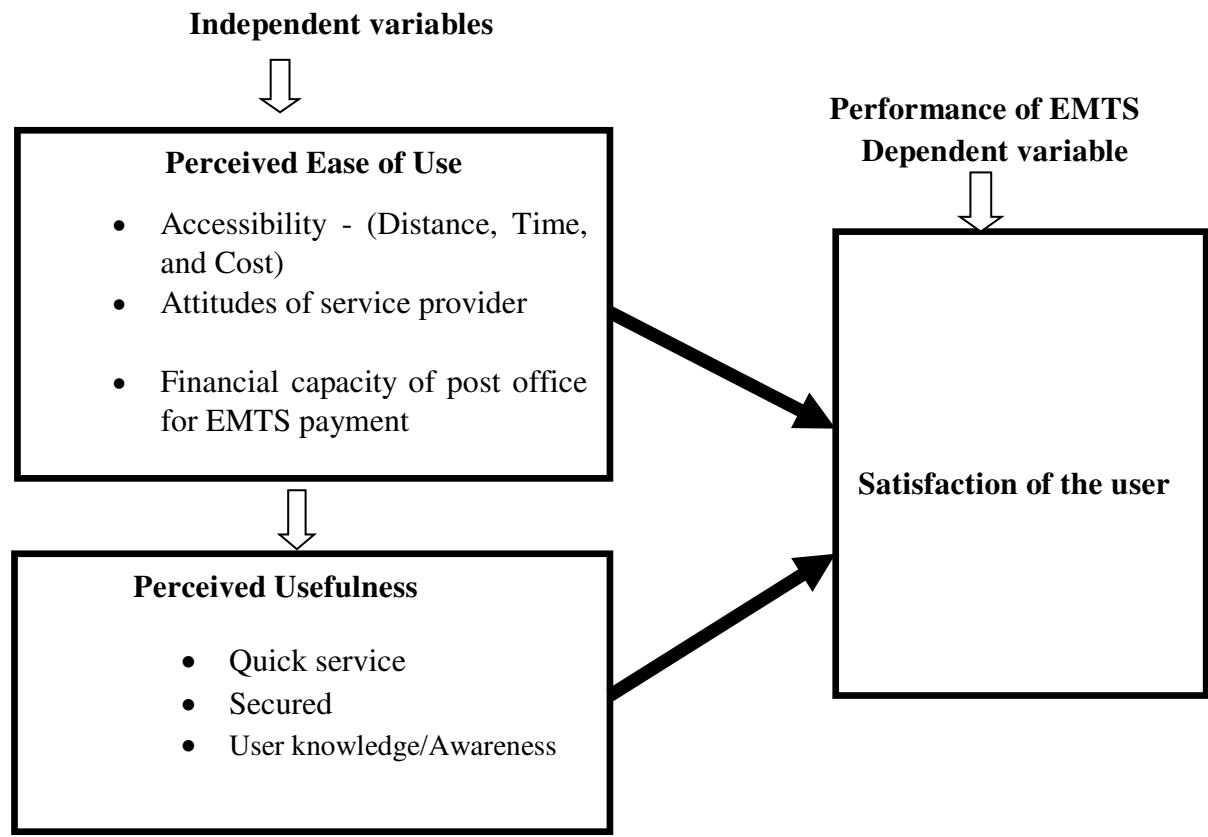 Independent variables
Perceived Ease of Use
• Accessibility - (Distance, Time,
and Cost)
• Attitudes of service provider
• Financial capacity of post office
for EMTS payment
Perceived Usefulness
• Quick service
• Secured
• User knowledge/Awareness
Performance of EMTS
Dependent variable
Satisfaction of the user